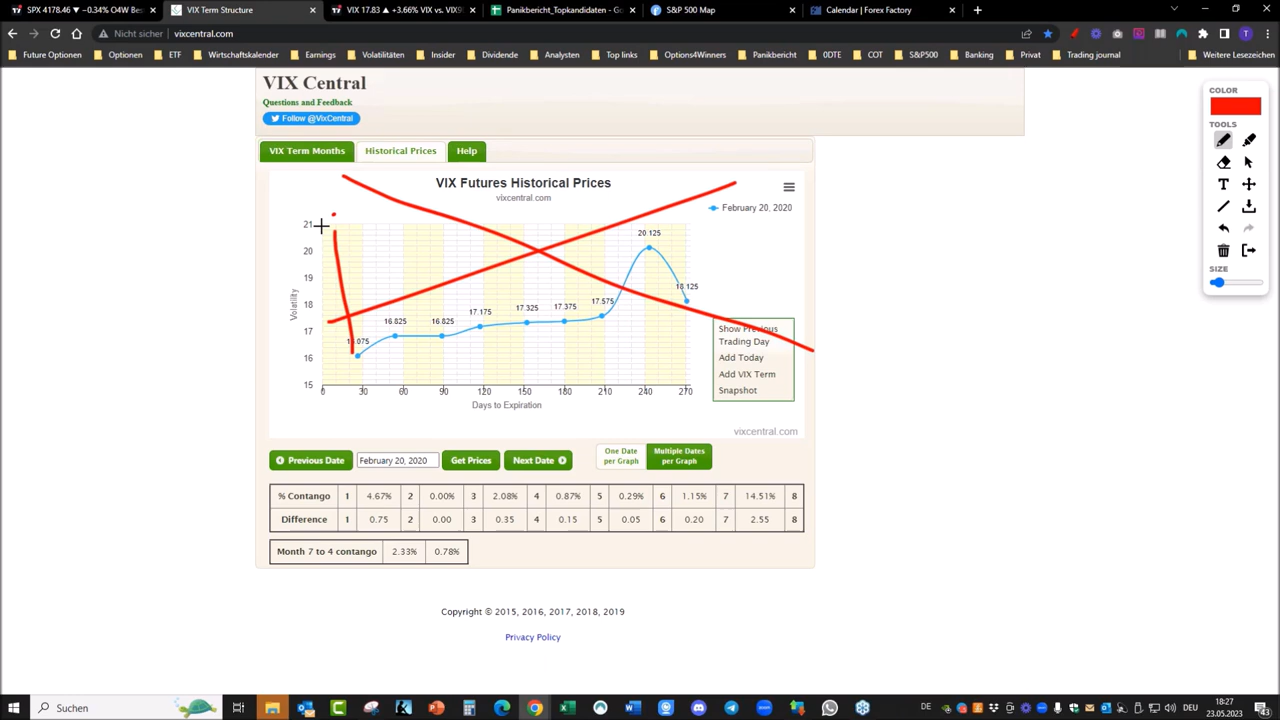 SPX 4178.46 ▼ −0.34% O4W Bes
VIX Term Structure
VIX 17.83 ▲ +3.66% VIX vs. VIX9
Panikbericht_Topkandidaten - Go
S&P 500 Map
Calendar | Forex Factory
Nicht sicher | vixcentral.com
Future Optionen
Optionen
ETF
Wirtschaftskalender
Earnings
Volatilitäten
Insider
Dividende
Analysten
Top links
Options4Winners
Panikbericht
0DTE
COT
S&P500
Banking
Privat
Trading journal
Weitere Lesezeichen
VIX Central
Questions and Feedback
Follow @VixCentral
VIX Term Months
Historical Prices
Help
VIX Futures Historical Prices
vixcentral.com
February 20, 2020
21
20
19
18
17
16
15
Volatility
16.825
16.825
17.175
17.325
17.375
17.575
20.125
18.125
0
30
60
90
120
150
180
210
240
270
Days to Expiration
Show Previous
Trading Day
Add Today
Add VIX Term
Snapshot
vixcentral.com
Previous Date
February 20, 2020
Get Prices
Next Date
One Date
per Graph
Multiple Dates
per Graph
% Contango 1 4.67% 2 0.00% 3 2.08% 4 0.87% 5 0.29% 6 1.15% 7 14.51% 8
Difference 1 0.75 2 0.00 3 0.35 4 0.15 5 0.05 6 0.20 7 2.55 8
Month 7 to 4 contango 2.33% 0.78%
Copyright © 2015, 2016, 2017, 2018, 2019
Privacy Policy
COLOR
TOOLS
SIZE
Suchen
DE
DEU
18:27
23.05.2023
43